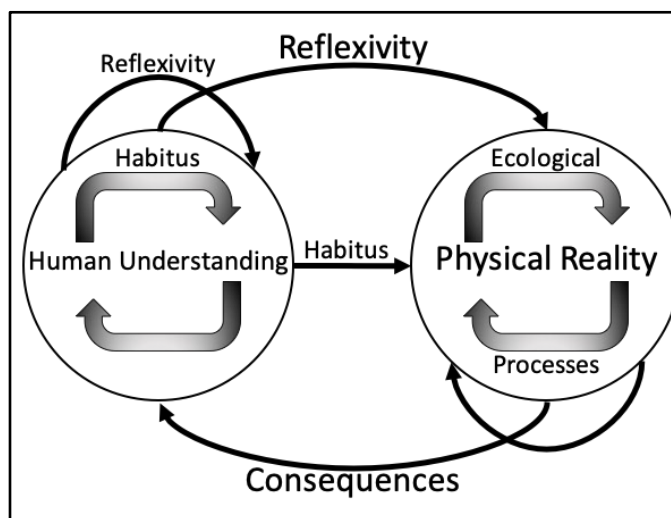 Reflexivity
Reflexivity
Habitus
Ecological
Human Understanding
Habitus
Physical Reality
Processes
Consequences